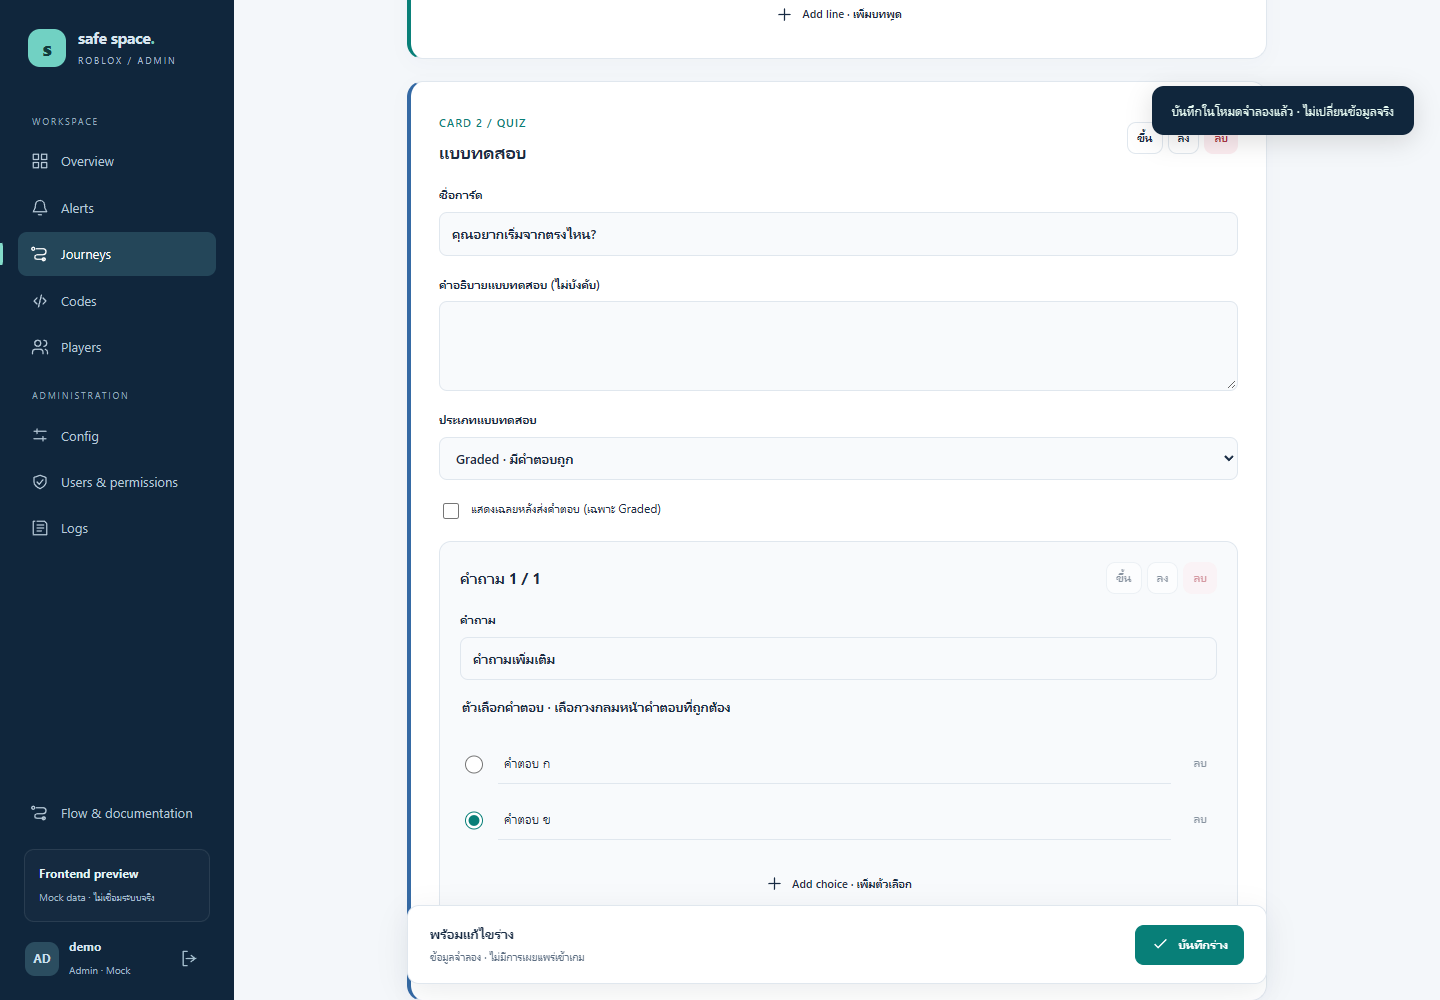 safe space.
ROBLOX / ADMIN
WORKSPACE
Overview
Alerts
Journeys
Codes
Players
ADMINISTRATION
Config
Users & permissions
Logs
Flow & documentation
Frontend preview
Mock data · ไม่เชื่อมระบบจริง
AD
demo
Admin · Mock
Add line · เพิ่มบทพูด
บันทึกในโหมดจำลองแล้ว · ไม่เปลี่ยนข้อมูลจริง
CARD 2 / QUIZ
แบบทดสอบ
ขึ้น
ลง
ลบ
ชื่อการ์ด
คุณอยากเริ่มจากตรงไหน?
คำอธิบายแบบทดสอบ (ไม่บังคับ)
ประเภทแบบทดสอบ
Graded · มีคำตอบถูก
แสดงเฉลยหลังส่งคำตอบ (เฉพาะ Graded)
คำถาม 1 / 1
ขึ้น
ลง
ลบ
คำถาม
คำถามเพิ่มเติม
ตัวเลือกคำตอบ · เลือกวงกลมหน้าคำตอบที่ถูกต้อง
คำตอบ ก
ลบ
คำตอบ ข
ลบ
Add choice · เพิ่มตัวเลือก
พร้อมแก้ไขร่าง
ข้อมูลจำลอง · ไม่มีการเผยแพร่เข้าเกม
บันทึกร่าง